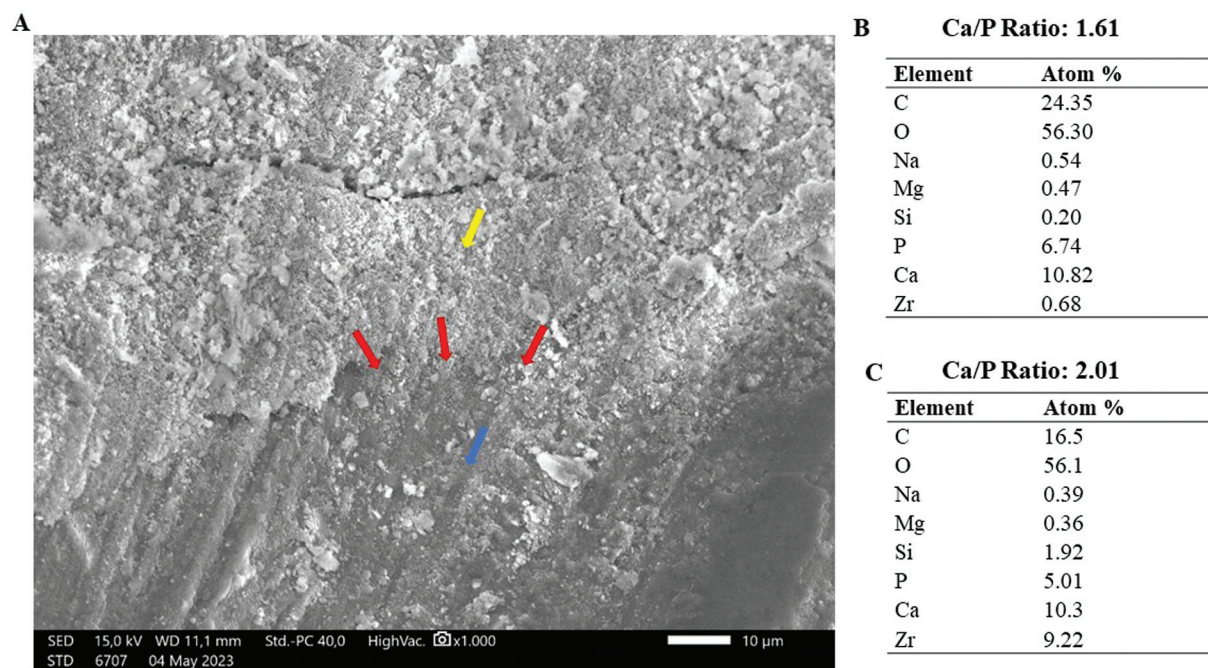 A
SED 15,0 kV WD 11,1 mm Std.-PC 40,0 HighVac. x1.000 10 µm
STD 6707 04 May 2023
B Ca/P Ratio: 1.61
Element Atom %
C 24.35
O 56.30
Na 0.54
Mg 0.47
Si 0.20
P 6.74
Ca 10.82
Zr 0.68
C Ca/P Ratio: 2.01
Element Atom %
C 16.5
O 56.1
Na 0.39
Mg 0.36
Si 1.92
P 5.01
Ca 10.3
Zr 9.22